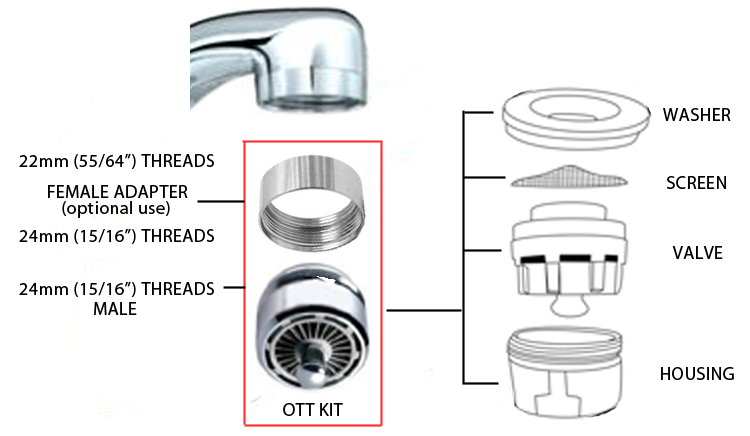 22mm (55/64”) THREADS
FEMALE ADAPTER
(optional use)
24mm (15/16”) THREADS
24mm (15/16”) THREADS
MALE
OTT KIT
WASHER
SCREEN
VALVE
HOUSING